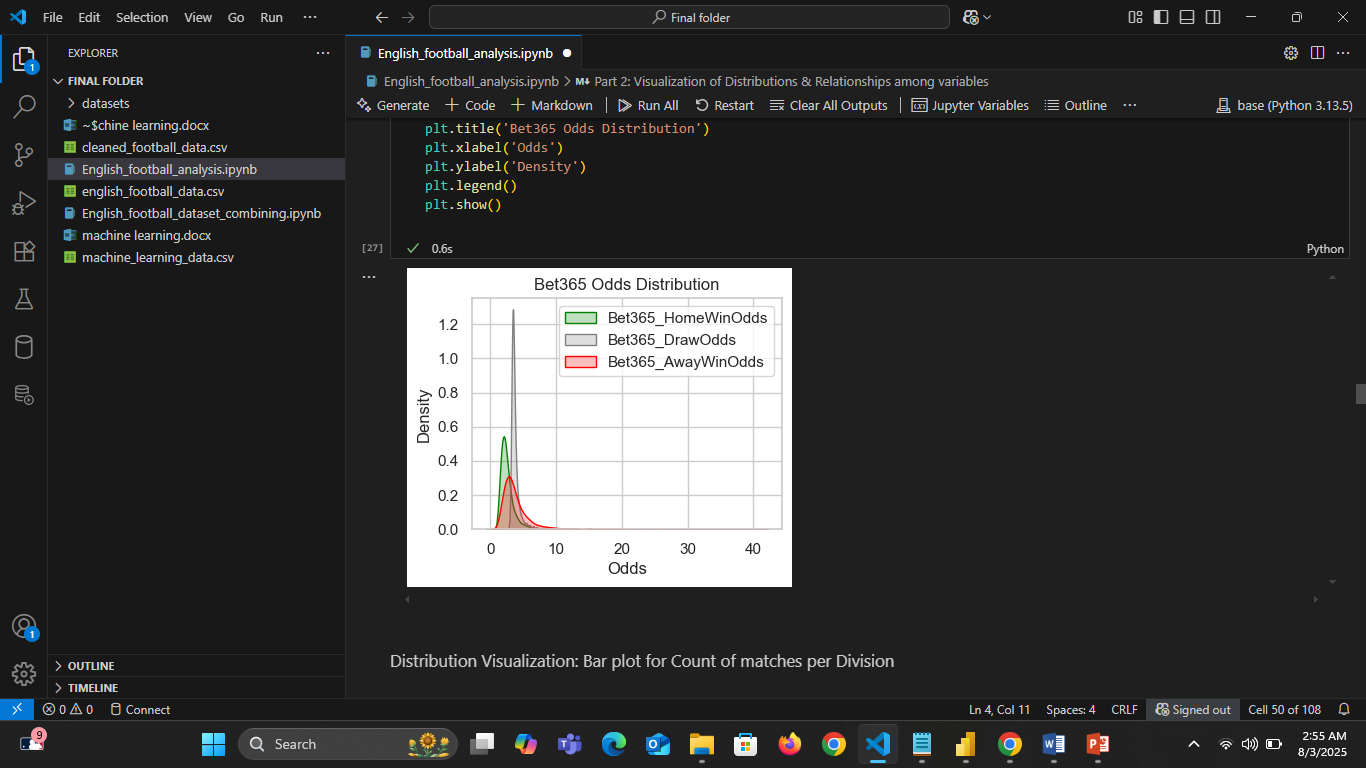 File Edit Selection View Go Run ··· Final folder
EXPLORER ···
FINAL FOLDER
datasets
~$chine learning.docx
cleaned_football_data.csv
English_football_analysis.ipynb
english_football_data.csv
English_football_dataset_combining.ipynb
machine learning.docx
machine_learning_data.csv
OUTLINE
TIMELINE
English_football_analysis.ipynb
English_football_analysis.ipynb > M↓ Part 2: Visualization of Distributions & Relationships among variables
Generate + Code + Markdown Run All Restart Clear All Outputs Jupyter Variables Outline ··· base (Python 3.13.5)
plt.title('Bet365 Odds Distribution')
plt.xlabel('Odds')
plt.ylabel('Density')
plt.legend()
plt.show()
[27] 0.6s Python
···
Bet365 Odds Distribution
Bet365_HomeWinOdds
Bet365_DrawOdds
Bet365_AwayWinOdds
Density
1.2
1.0
0.8
0.6
0.4
0.2
0.0
0 10 20 30 40
Odds
Distribution Visualization: Bar plot for Count of matches per Division
1
1
0 0 Connect Ln 4, Col 11 Spaces: 4 CRLF Signed out Cell 50 of 108
9 Search 2:55 AM
8/3/2025